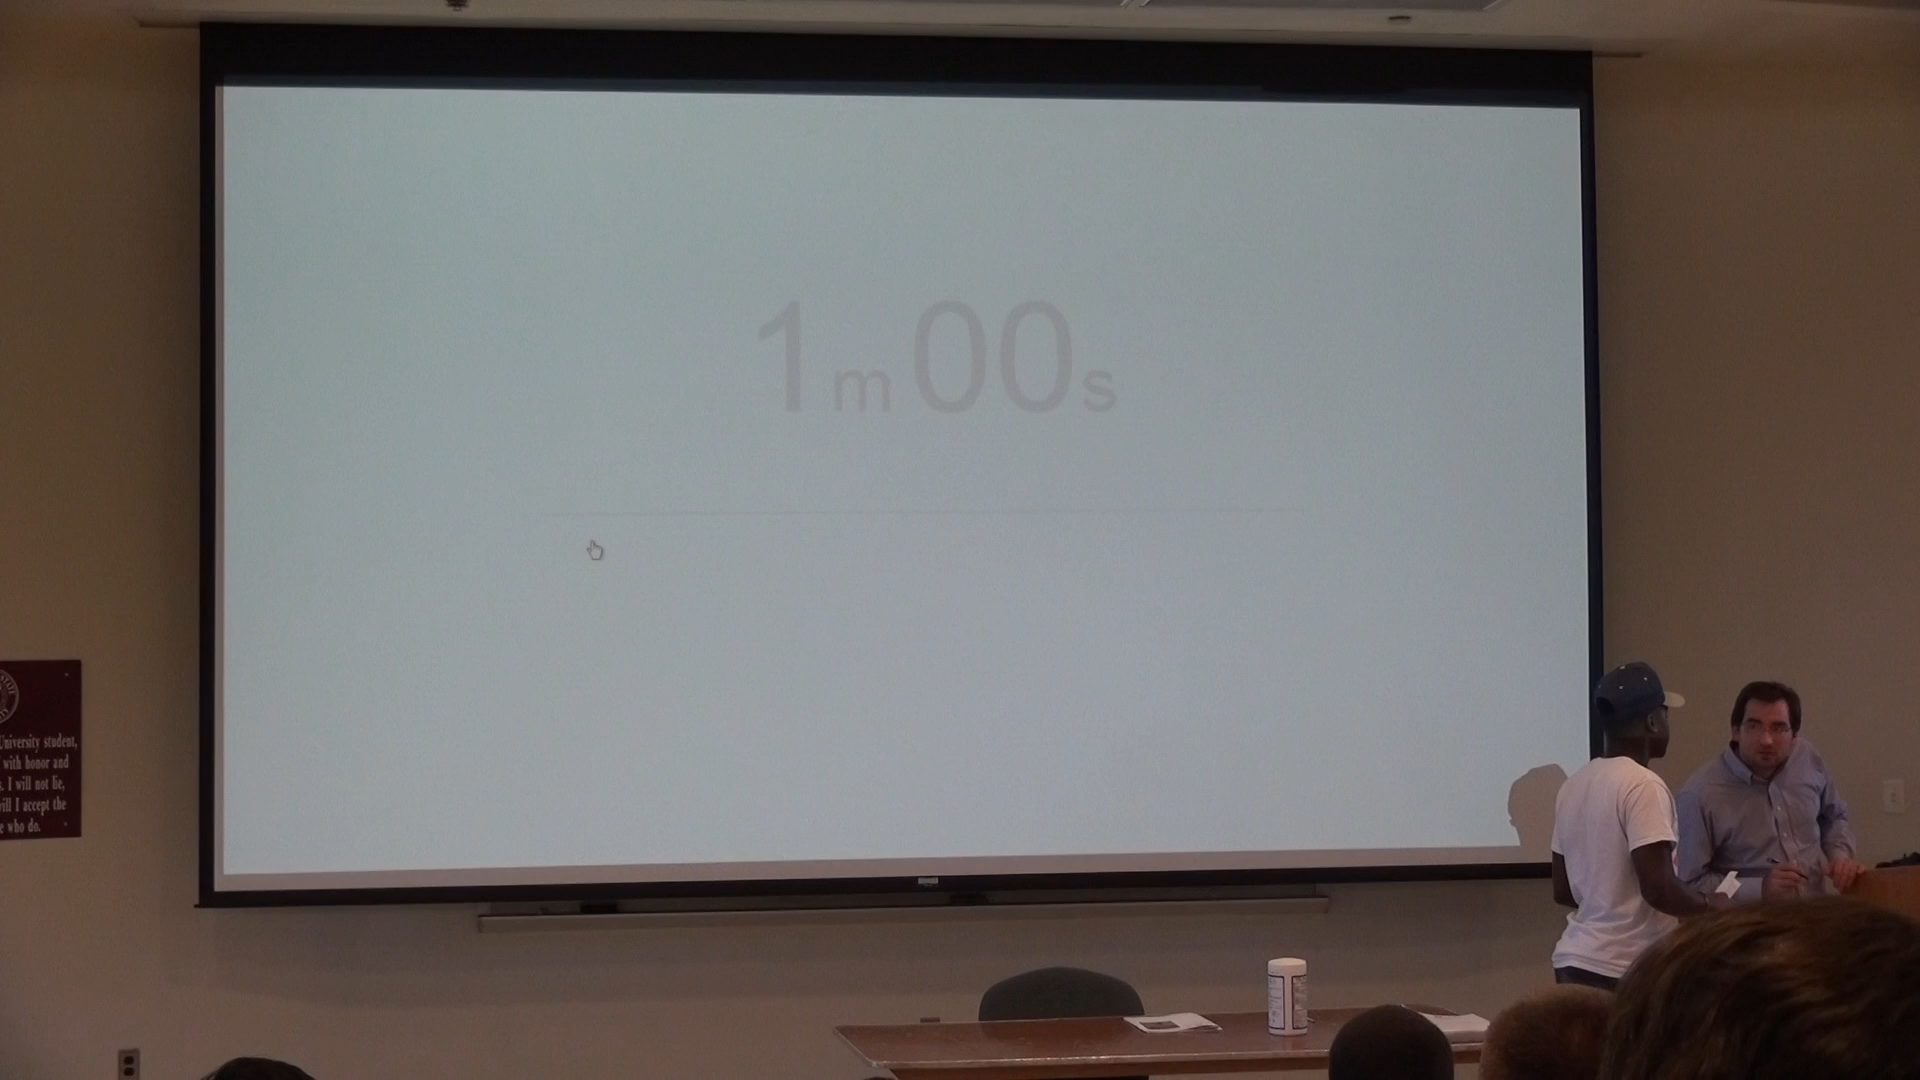 1m00s
University student,
with honor and
. I will not lie,
will I accept the
who do.